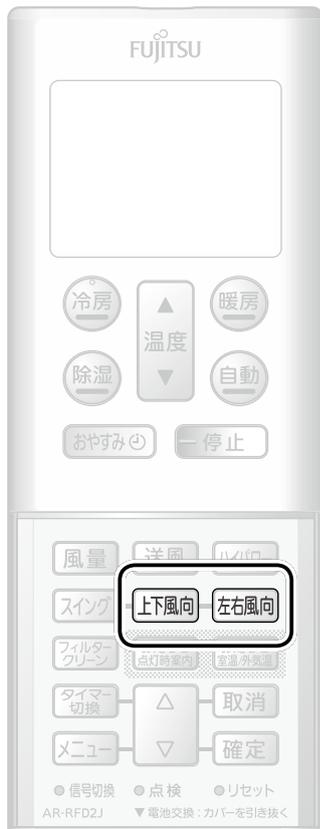 FUJITSU
冷房
暖房
温度
除湿
自動
おやすみ
停止
風量
送風
ハイパワー
スイング
上下風向
左右風向
フィルター
クリーン
点灯時案内
室温/外気温
タイマー
切換
取消
メニュー
確定
信号切換
点検
リセット
AR-RFD2J
▼電池交換:カバーを引き抜く